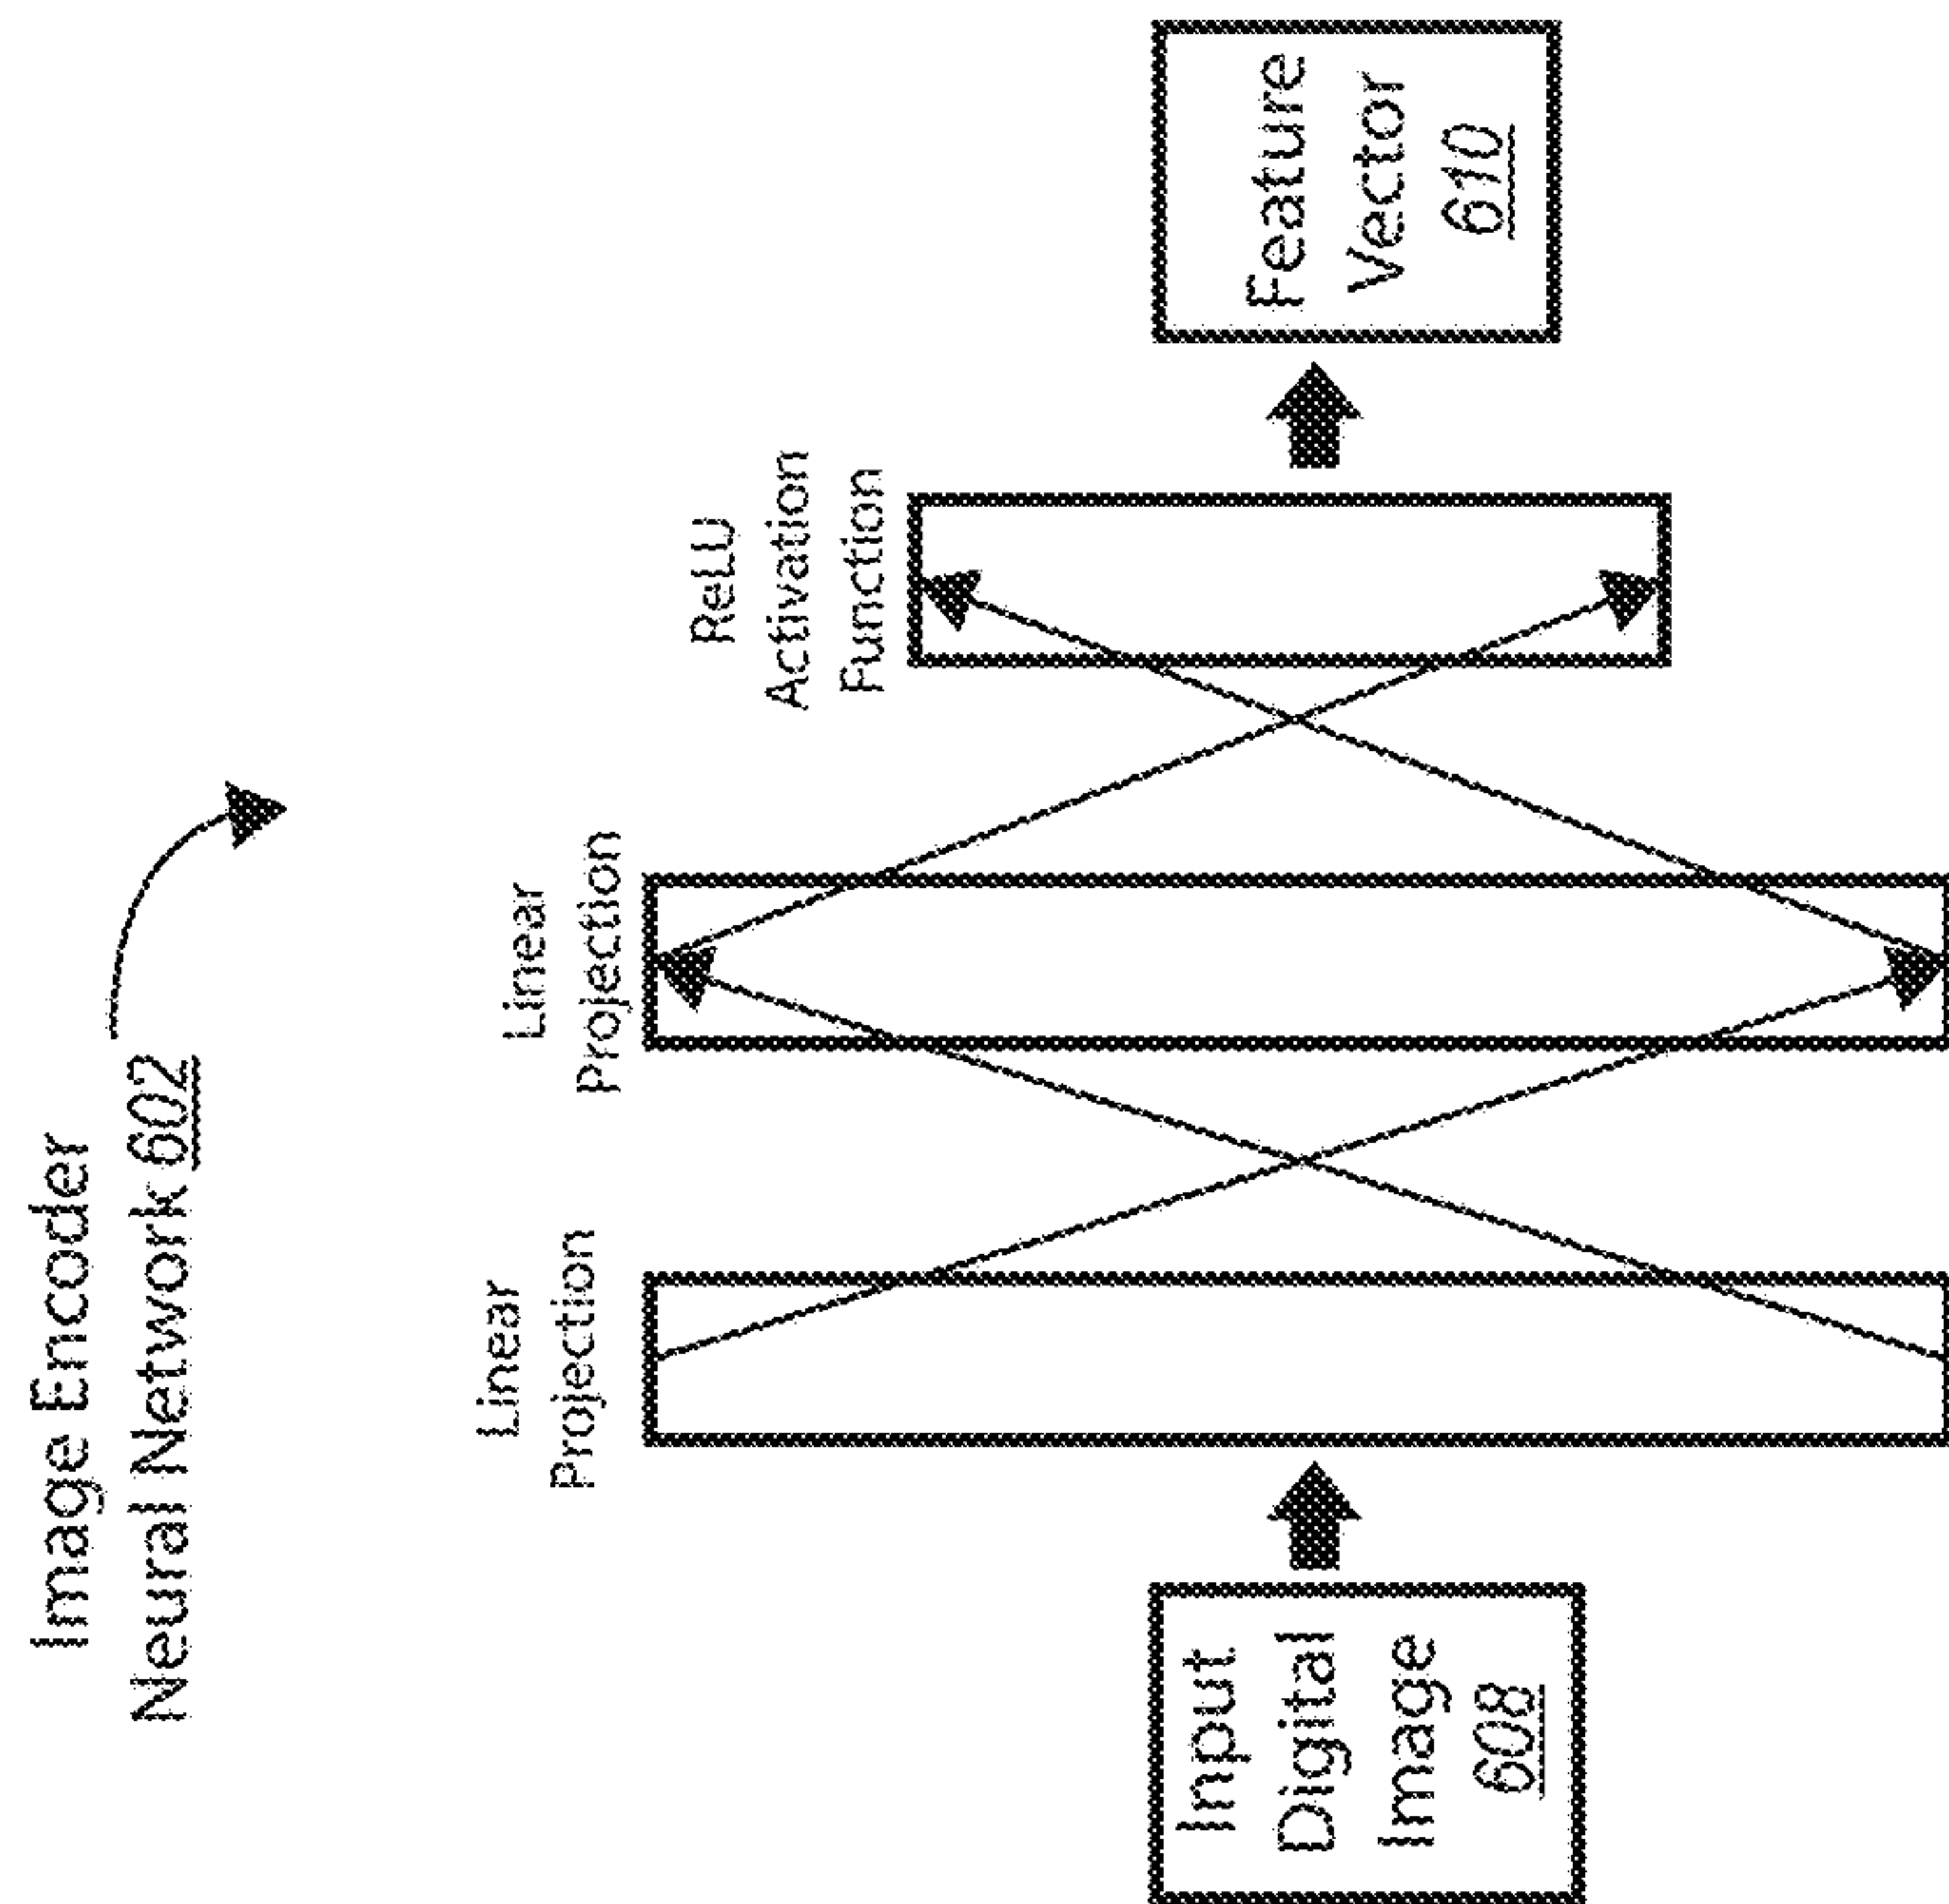 Image Encoder
Neural Network 602
Input
Digital
Image
608
Linear
Projection
Linear
Projection
ReLU
Activation
Function
Feature
Vector
610